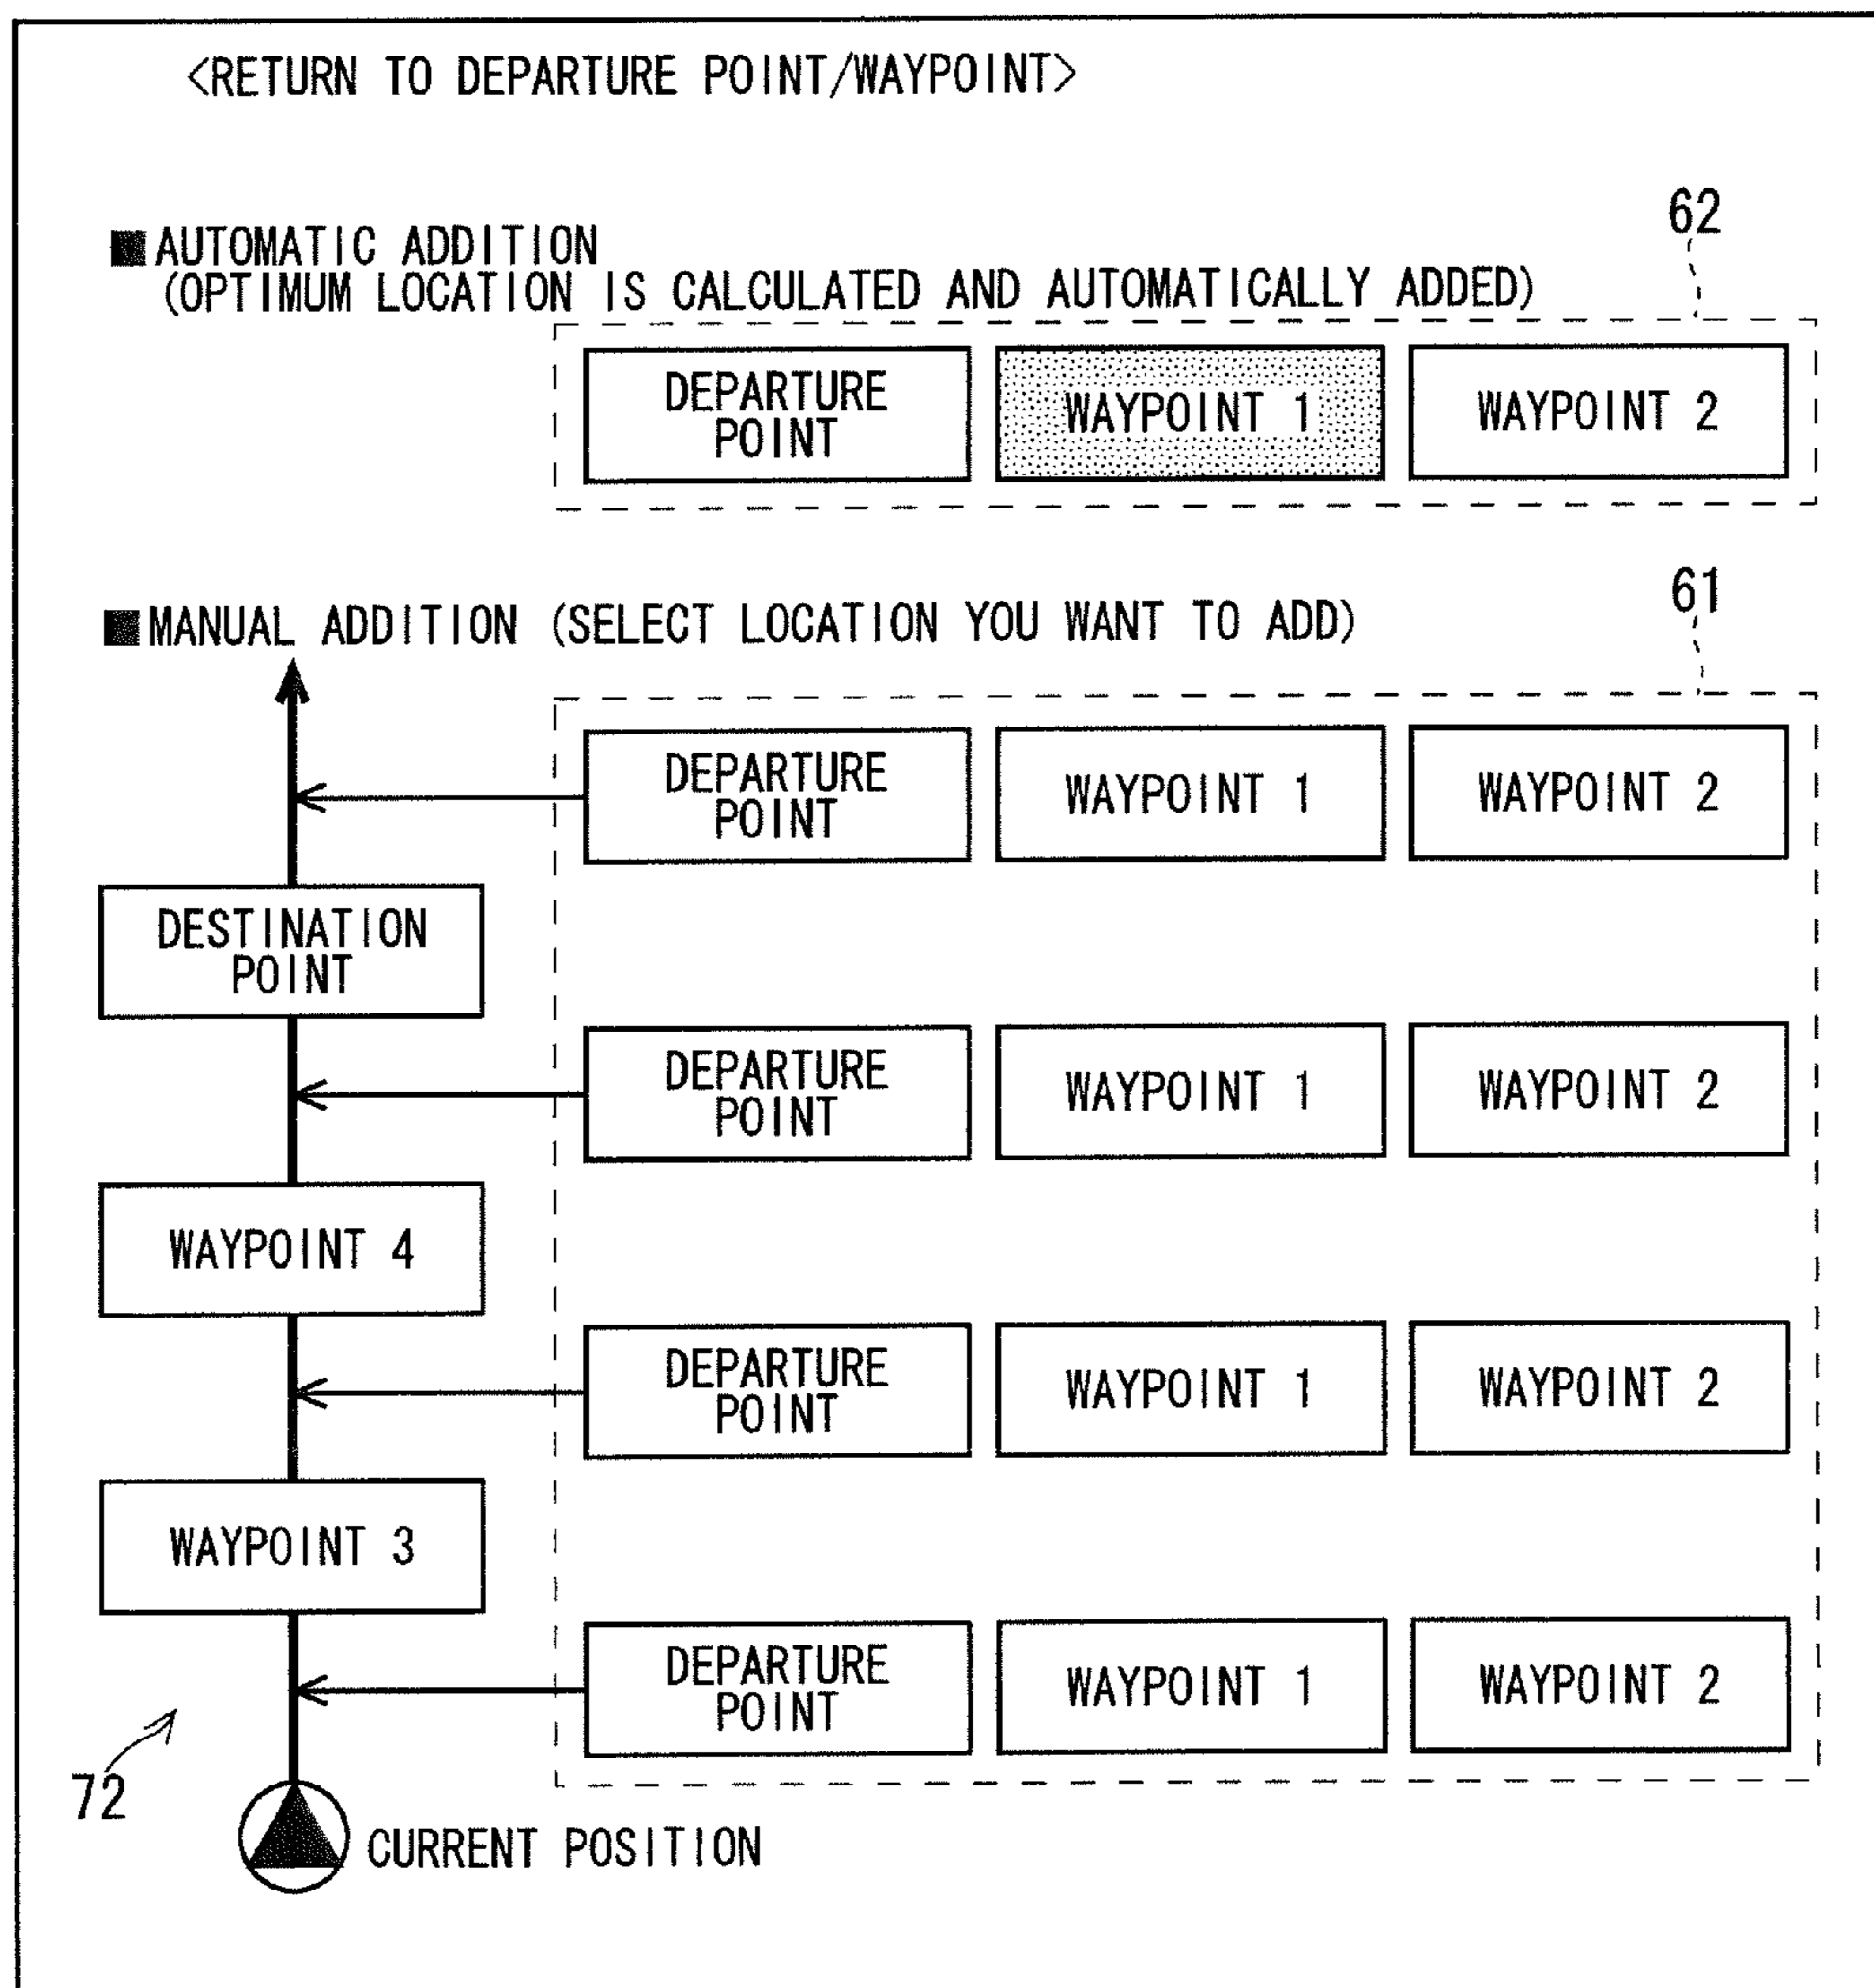 <RETURN TO DEPARTURE POINT/WAYPOINT>
62
■AUTOMATIC ADDITION
(OPTIMUM LOCATION IS CALCULATED AND AUTOMATICALLY ADDED)
DEPARTURE
POINT
WAYPOINT 1
WAYPOINT 2
61
■MANUAL ADDITION (SELECT LOCATION YOU WANT TO ADD)
DEPARTURE
POINT
WAYPOINT 1
WAYPOINT 2
DESTINATION
POINT
DEPARTURE
POINT
WAYPOINT 1
WAYPOINT 2
WAYPOINT 4
DEPARTURE
POINT
WAYPOINT 1
WAYPOINT 2
WAYPOINT 3
DEPARTURE
POINT
WAYPOINT 1
WAYPOINT 2
72
CURRENT POSITION